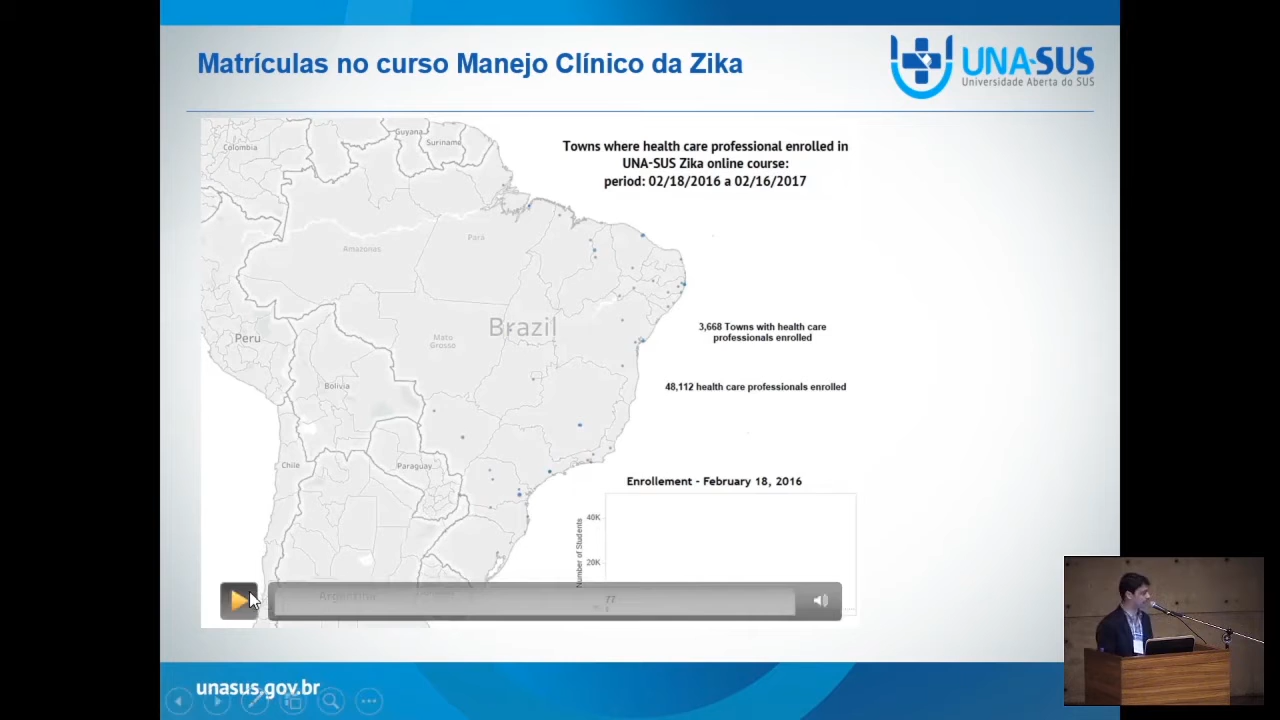 Matrículas no curso Manejo Clínico da Zika
UNA-SUS
Universidade Aberta do SUS
Towns where health care professional enrolled in
UNA-SUS Zika online course:
period: 02/18/2016 a 02/16/2017
Colombia
Guyana
Suriname
Amazonas
Pará
Brazil
Mato
Grosso
Peru
Bolivia
Chile
Paraguay
Argentina
3,668 Towns with health care
professionals enrolled
48,112 health care professionals enrolled
Enrollement - February 18, 2016
Number of Students
40K
20K
77
unasus.gov.br